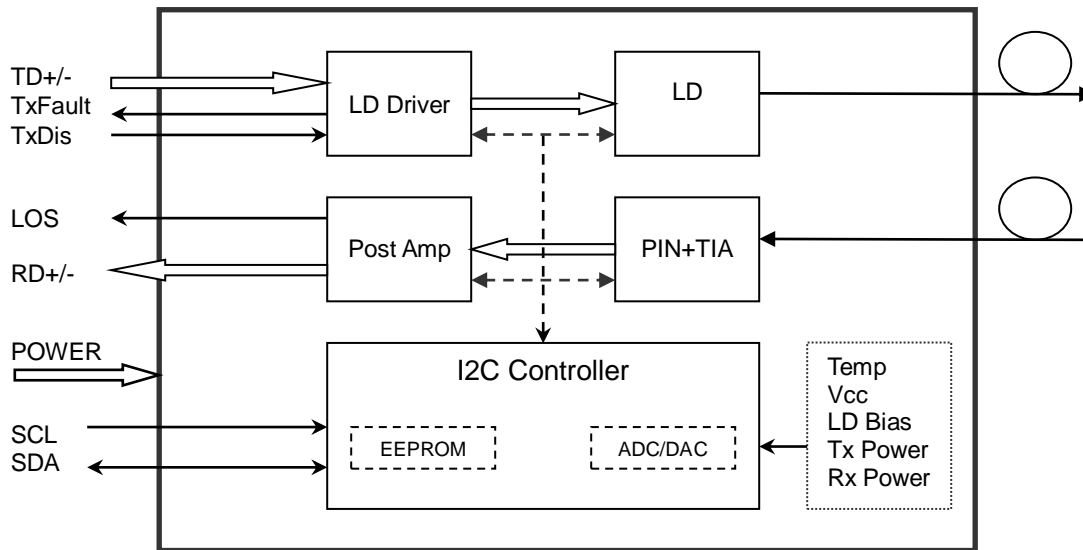 TD+/-
TxFault
TxDis
LD Driver
LD
LOS
RD+/-
Post Amp
PIN+TIA
POWER
SCL
SDA
I2C Controller
EEPROM
ADC/DAC
Temp
Vcc
LD Bias
Tx Power
Rx Power